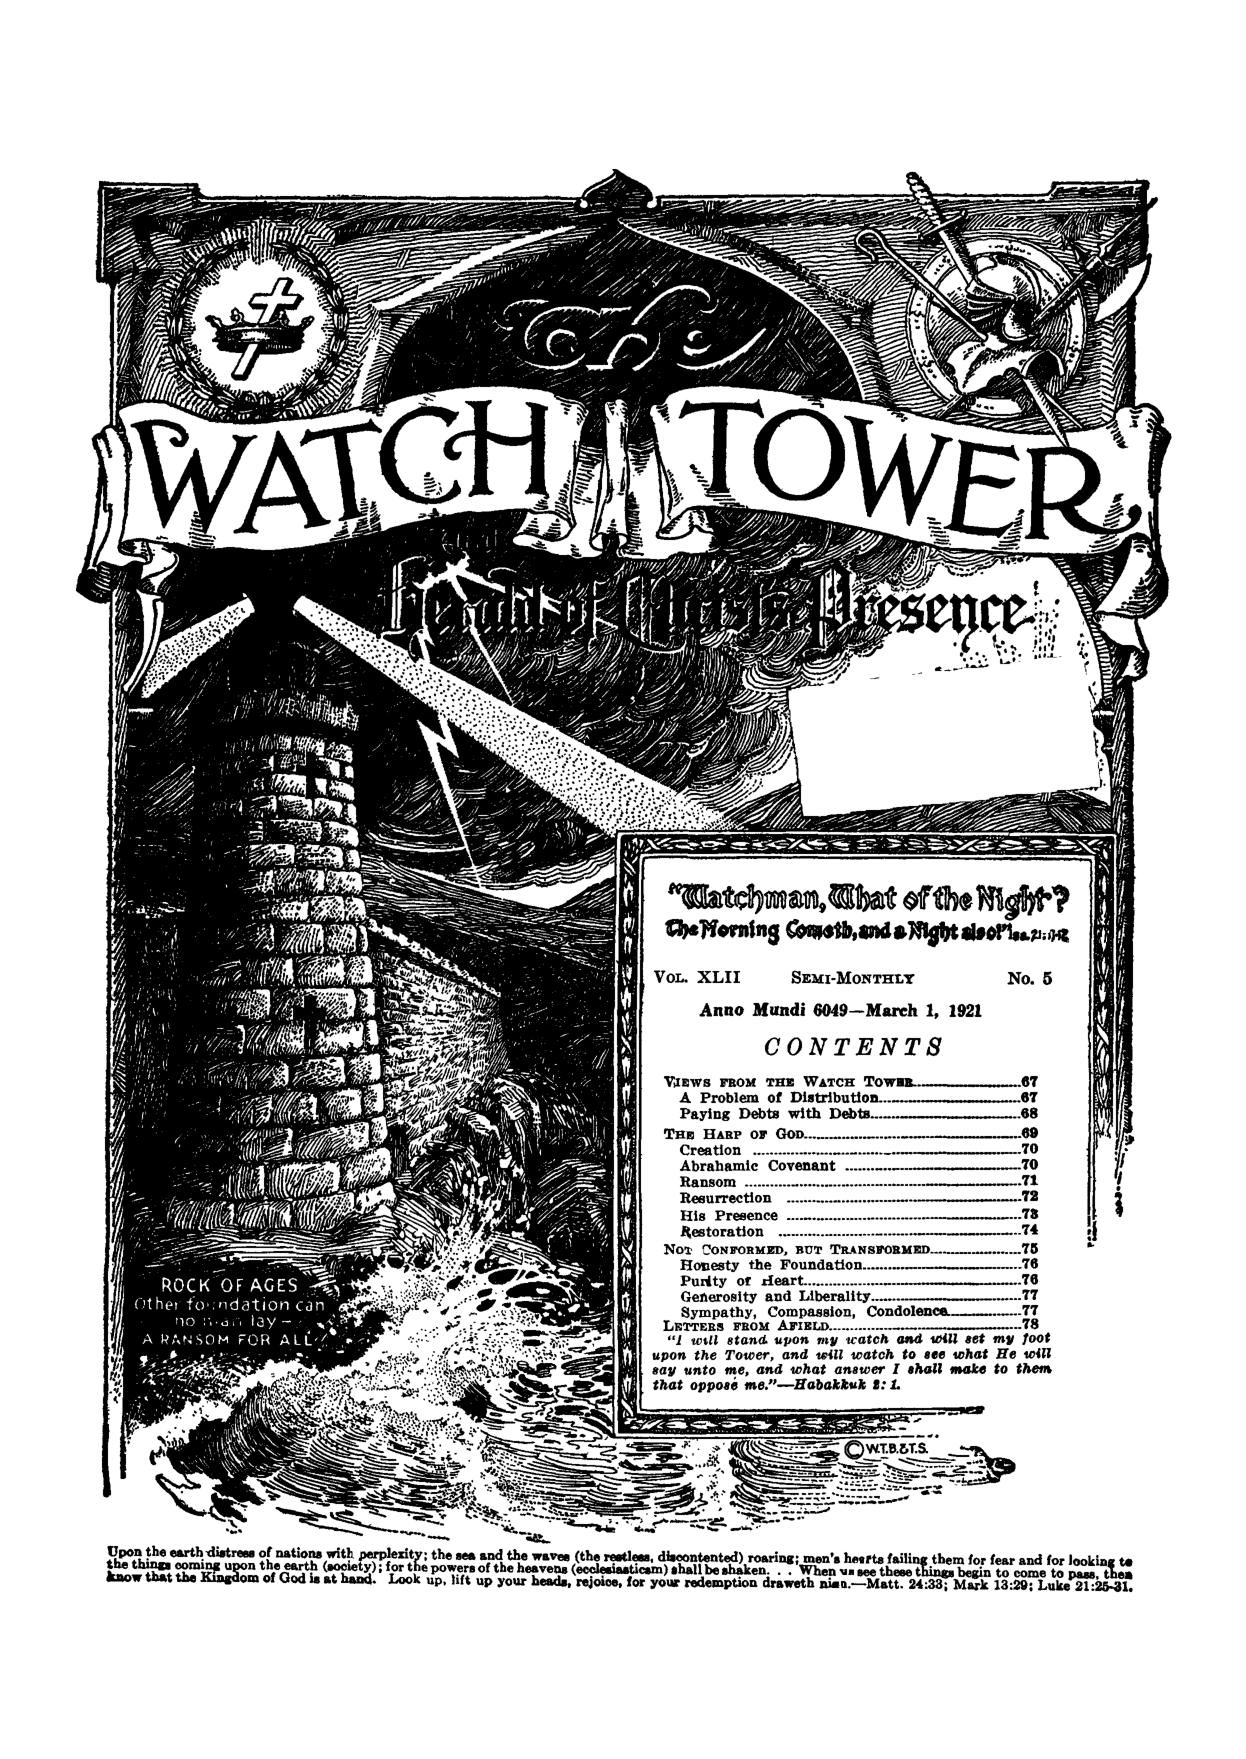 The
WATCH TOWER
Herald of Christ's Presence
"Watchman, What of the Night"?
The Morning Cometh, and a Night also!" Isa. 21:
VOL. XLII SEMI-MONTHLY No. 5
Anno Mundi 6049—March 1, 1921
CONTENTS
VIEWS FROM THE WATCH TOWER 67
A Problem of Distribution 67
Paying Debts with Debts 68
THE HARP OF GOD 69
Creation 70
Abrahamic Covenant 70
Ransom 71
Resurrection 72
His Presence 73
Restoration 74
NOT CONFORMED, BUT TRANSFORMED 75
Honesty the Foundation 76
Purity of Heart 76
Generosity and Liberality 77
Sympathy, Compassion, Condolence 77
LETTERS FROM AFIELD 78
"I will stand upon my watch and will set my foot
upon the Tower, and will watch to see what He will
say unto me, and what answer I shall make to them
that oppose me."—Habakkuk 2: 1.
ROCK OF AGES
Other foundation can
no man lay —
A RANSOM FOR ALL
©W.T.B.&T.S.
Upon the earth distress of nations with perplexity; the sea and the waves (the restless, discontented) roaring; men's hearts failing them for fear and for looking to
the things coming upon the earth (society); for the powers of the heavens (ecclesiasticsm) shall be shaken. . . When ye see these things begin to come to pass, then
know that the Kingdom of God is at hand. Look up, lift up your heads, rejoice, for your redemption draweth nigh.—Matt. 24:33; Mark 13:29; Luke 21:25-31.